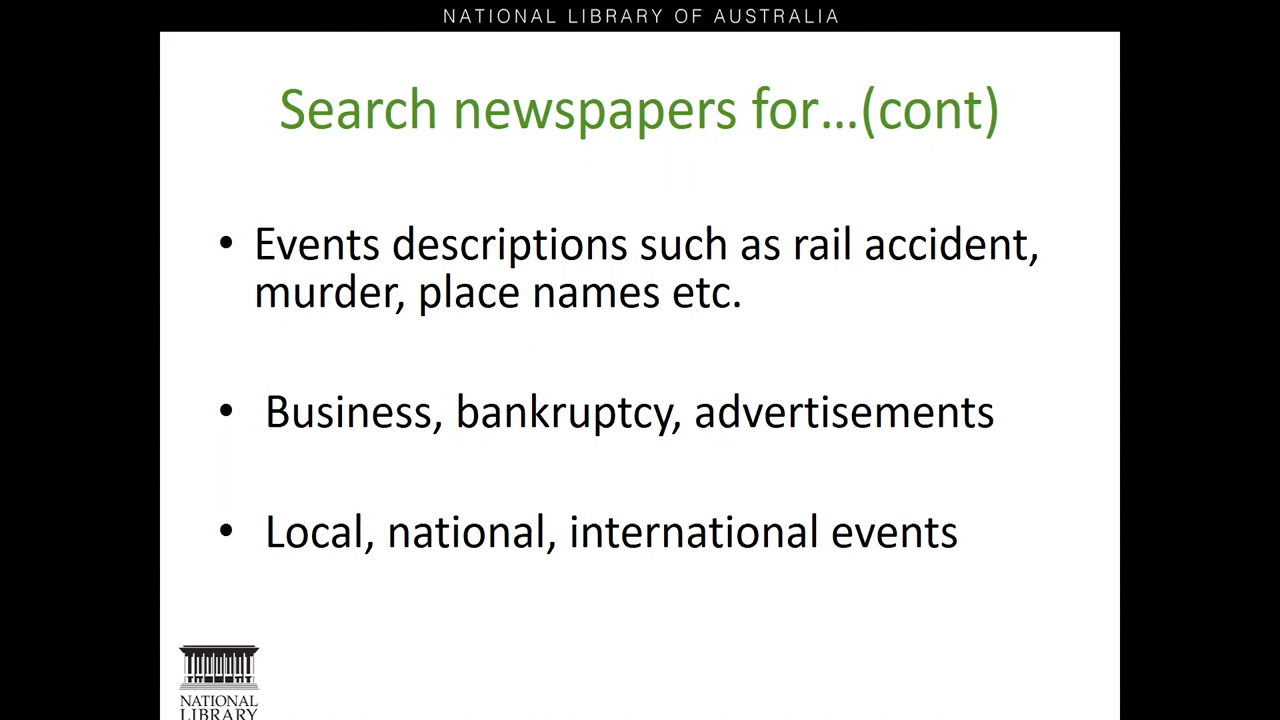 NATIONAL LIBRARY OF AUSTRALIA
Search newspapers for...(cont)
• Events descriptions such as rail accident,
murder, place names etc.
• Business, bankruptcy, advertisements
• Local, national, international events
NATIONAL
LIBRARY